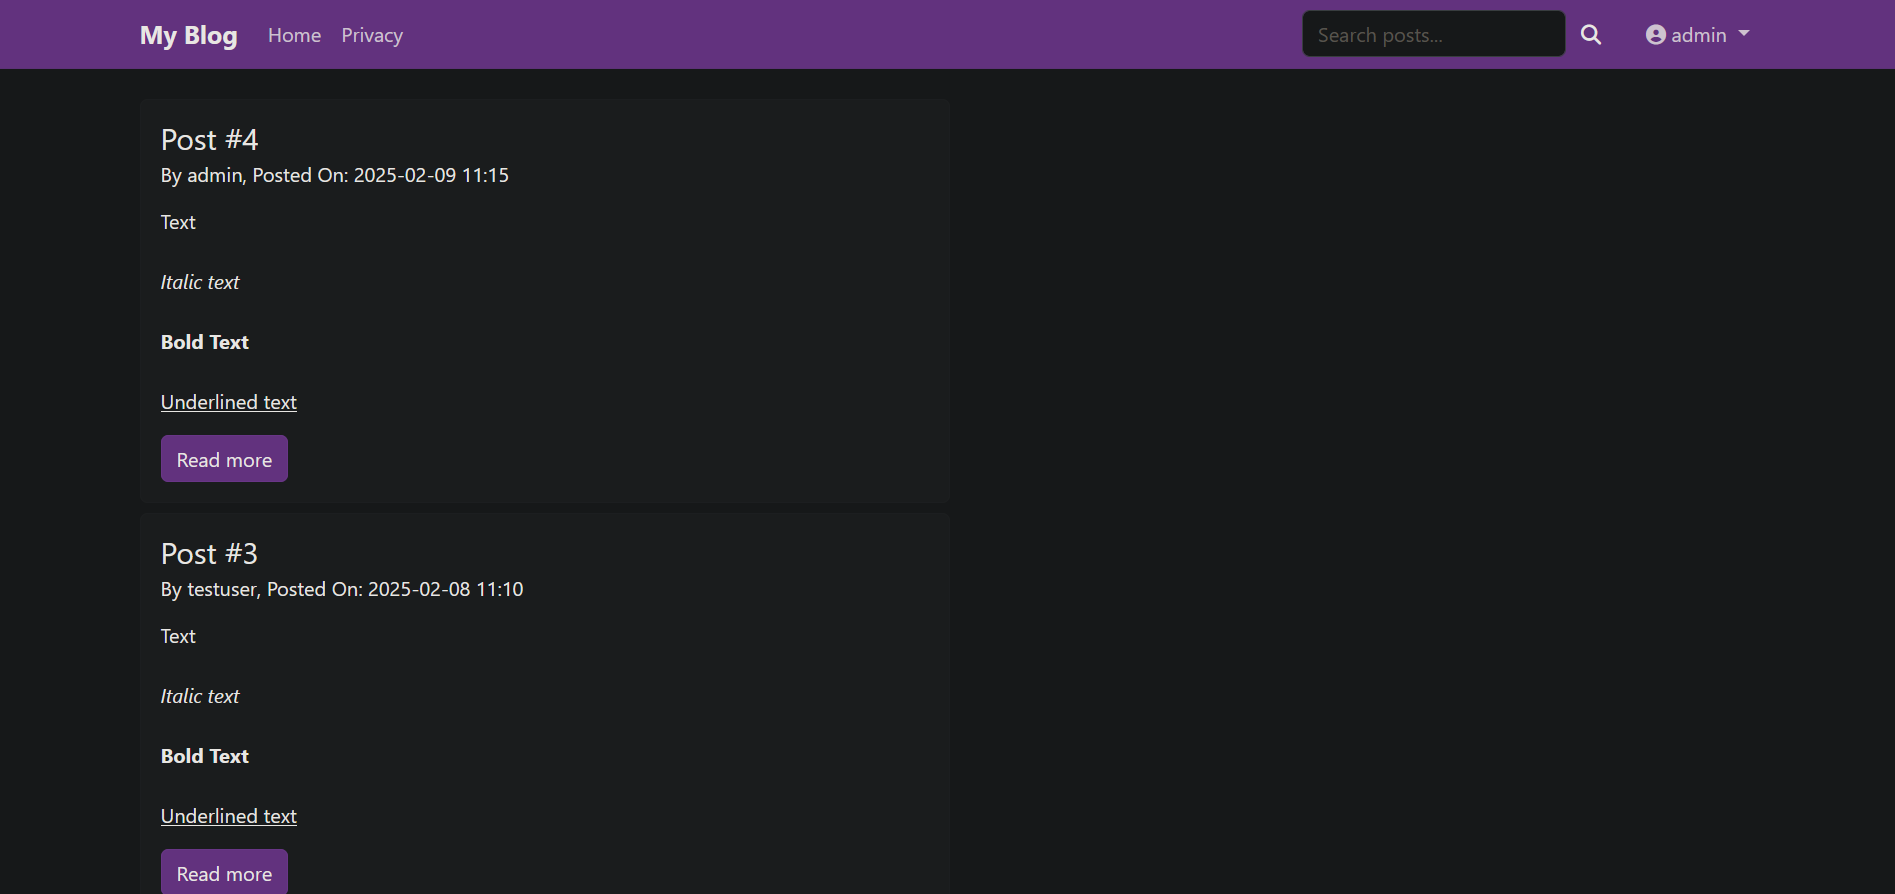 My Blog Home Privacy Search posts... admin
Post #4
By admin, Posted On: 2025-02-09 11:15
Text
Italic text
Bold Text
Underlined text
Read more
Post #3
By testuser, Posted On: 2025-02-08 11:10
Text
Italic text
Bold Text
Underlined text
Read more